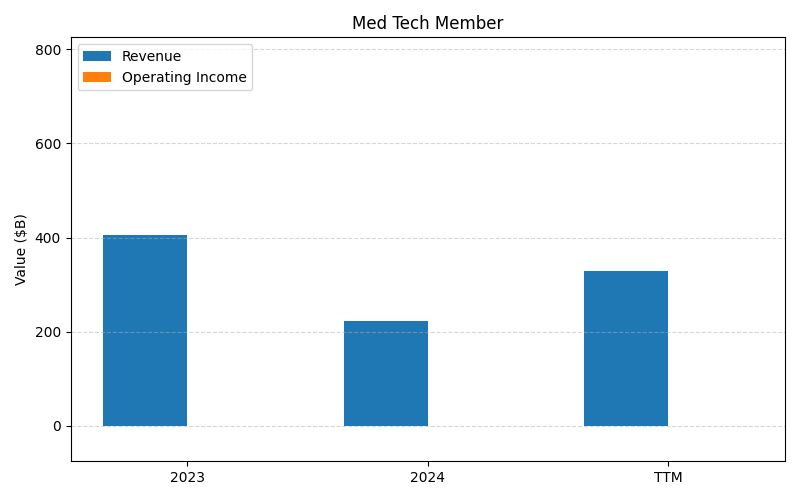 Med Tech Member
Revenue
Operating Income
Value ($B)
800
600
400
200
0
2023
2024
TTM